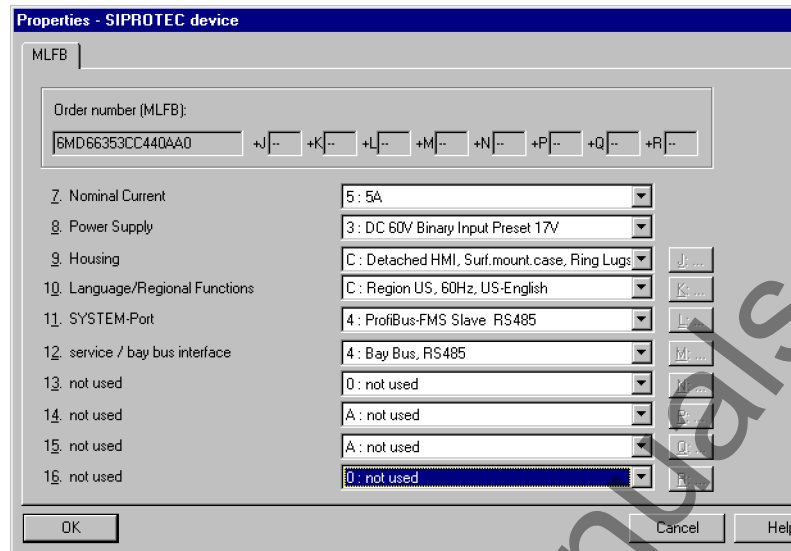 Properties - SIPROTEC device
MLFB
Order number (MLFB):
6MD66353CC440AA0 +J -- +K -- +L -- +M -- +N -- +P -- +Q -- +R --
7. Nominal Current 5 : 5A
8. Power Supply 3 : DC 60V Binary Input Preset 17V
9. Housing C : Detached HMI, Surf.mount.case, Ring Lugs J: ...
10. Language/Regional Functions C : Region US, 60Hz, US-English K: ...
11. SYSTEM-Port 4 : ProfiBus-FMS Slave RS485 L: ...
12. service / bay bus interface 4 : Bay Bus, RS485 M: ...
13. not used 0 : not used N: ...
14. not used A : not used P: ...
15. not used A : not used Q: ...
16. not used 0 : not used R: ...
OK Cancel Help
uals